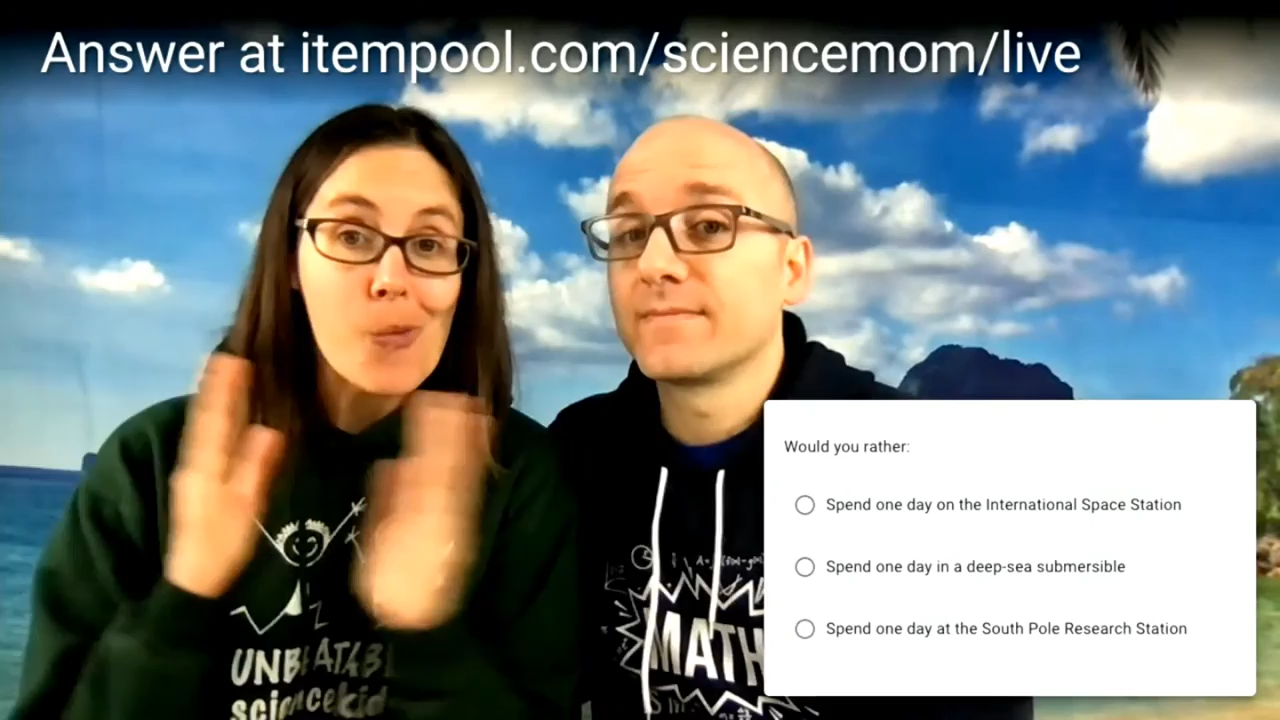 Answer at itempool.com/sciencemom/live
Would you rather:
Spend one day on the International Space Station
Spend one day in a deep-sea submersible
Spend one day at the South Pole Research Station
MATH